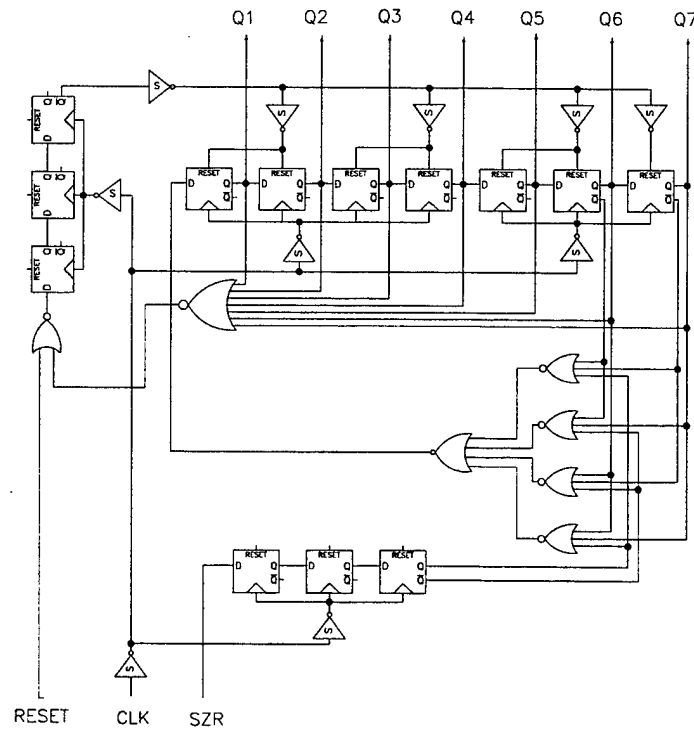 Q1 Q2 Q3 Q4 Q5 Q6 Q7
S
Q Q
RESET
D
S S S S
Q Q
RESET
D
S
RESET RESET RESET RESET RESET RESET RESET
D Q D Q D Q D Q D Q D Q D Q
Q Q Q Q Q Q Q
Q Q
RESET
D
S S
RESET RESET RESET
D Q D Q D Q
Q Q Q
S
S
RESET CLK SZR